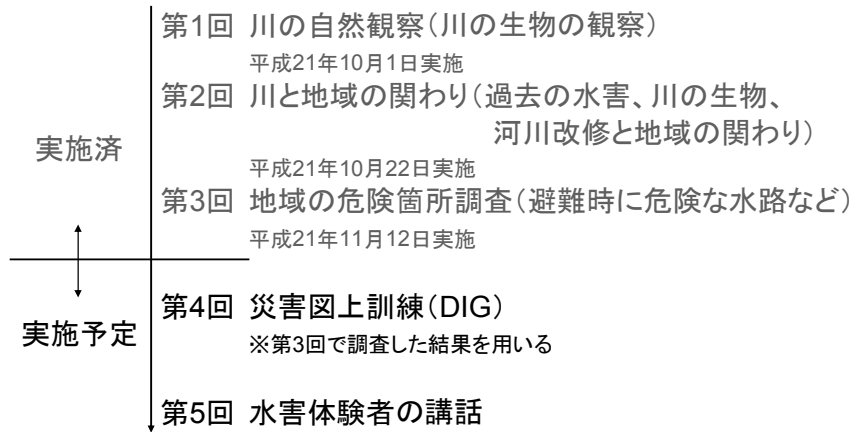 第1回 川の自然観察(川の生物の観察)
平成21年10月1日実施
第2回 川と地域の関わり(過去の水害、川の生物、
河川改修と地域の関わり)
平成21年10月22日実施
実施済
第3回 地域の危険箇所調査(避難時に危険な水路など)
平成21年11月12日実施
第4回 災害図上訓練(DIG)
実施予定
※第3回で調査した結果を用いる
第5回 水害体験者の講話